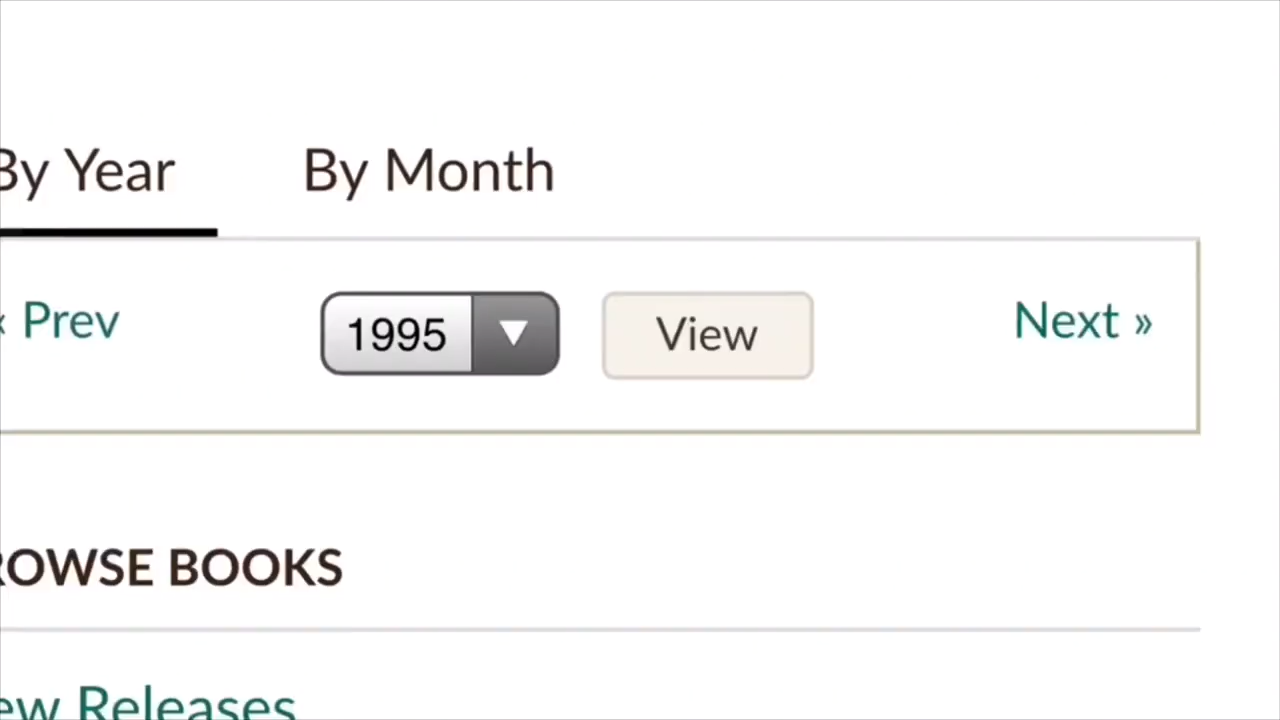 By Year By Month
‹ Prev 1995 View Next »
ROWSE BOOKS
ew Releases